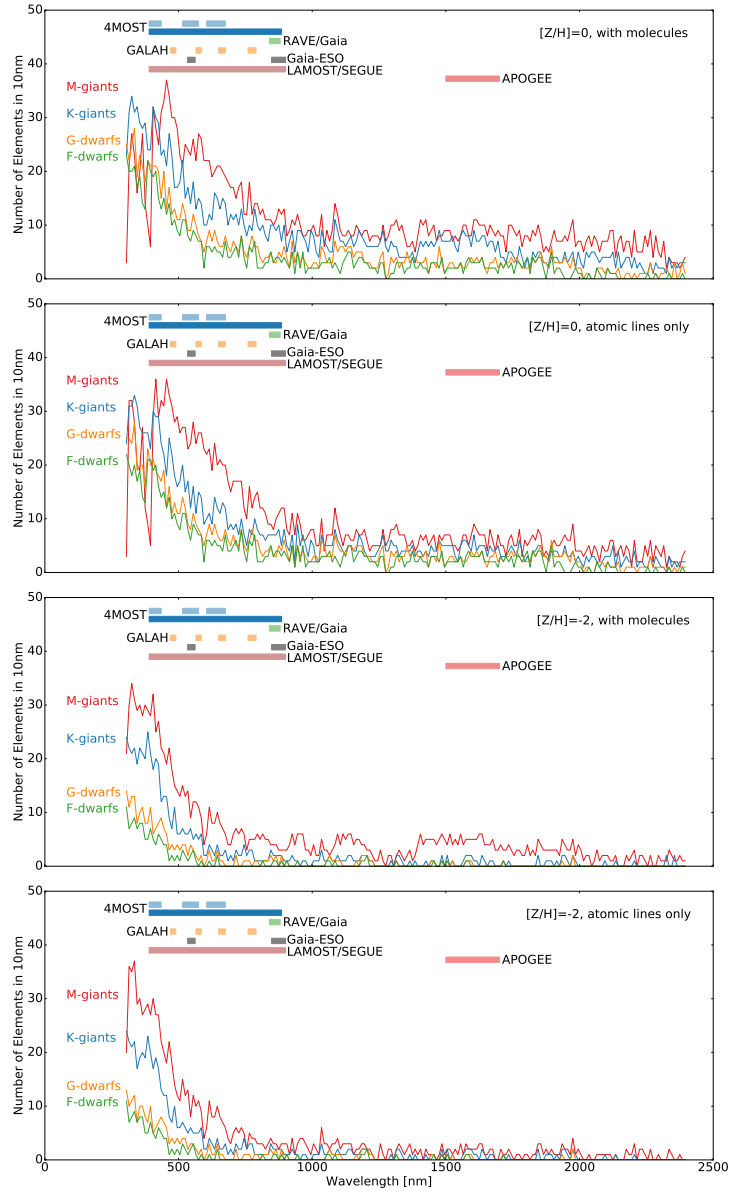 50
4MOST
[Z/H]=0, with molecules
RAVE/Gaia
GALAH
Gaia-ESO
40
LAMOST/SEGUE
APOGEE
M-giants
30
K-giants
G-dwarfs
F-dwarfs
20
10
0
Number of Elements in 10nm
50
4MOST
[Z/H]=0, atomic lines only
RAVE/Gaia
GALAH
Gaia-ESO
40
LAMOST/SEGUE
APOGEE
M-giants
30
K-giants
G-dwarfs
20
F-dwarfs
10
0
Number of Elements in 10nm
50
4MOST
[Z/H]=-2, with molecules
RAVE/Gaia
GALAH
Gaia-ESO
40
LAMOST/SEGUE
APOGEE
M-giants
30
K-giants
20
G-dwarfs
F-dwarfs
10
0
Number of Elements in 10nm
50
4MOST
[Z/H]=-2, atomic lines only
RAVE/Gaia
GALAH
Gaia-ESO
40
LAMOST/SEGUE
APOGEE
M-giants
30
K-giants
20
G-dwarfs
F-dwarfs
10
0
Number of Elements in 10nm
0 500 1000 1500 2000 2500
Wavelength [nm]